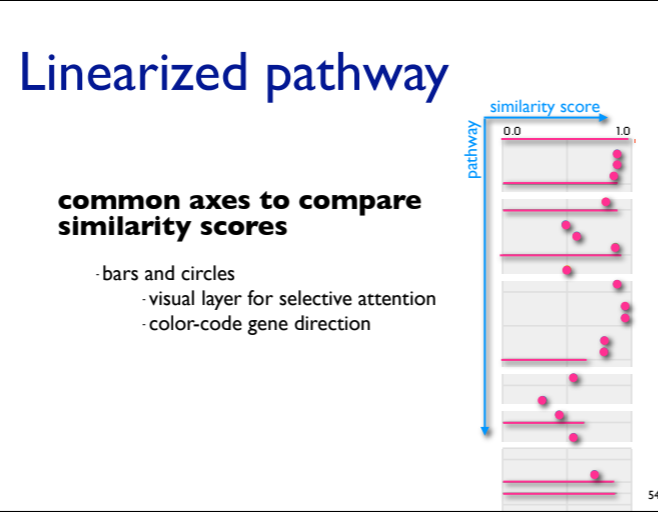 Linearized pathway
similarity score
pathway
0.0 1.0
common axes to compare
similarity scores
-bars and circles
-visual layer for selective attention
-color-code gene direction
54